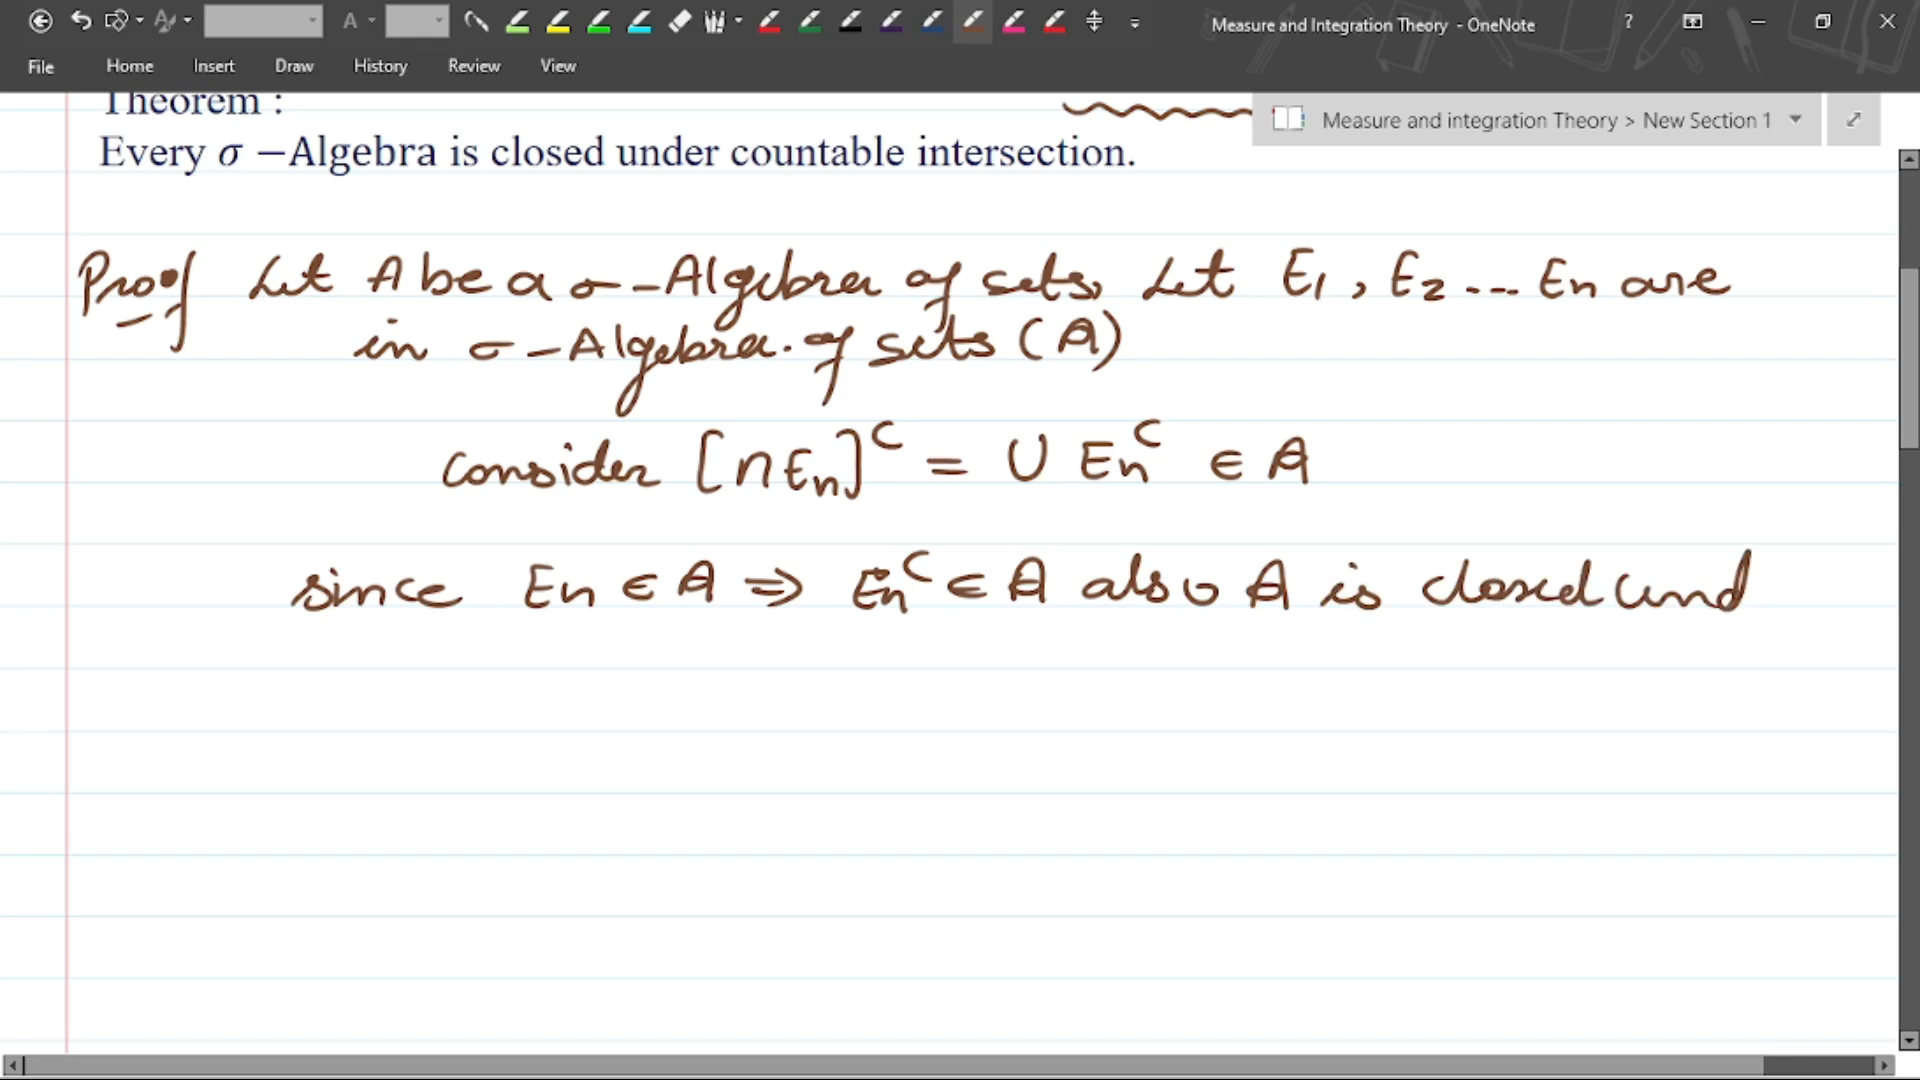 Measure and Integration Theory - OneNote
File Home Insert Draw History Review View
Theorem :
Measure and integration Theory > New Section 1
Every σ −Algebra is closed under countable intersection.
Proof Let A be a σ-Algebra of sets, Let E1, E2 ... En are
in σ-Algebra. of sets (A)
consider [∩En]^C = ∪ En^C ∈ A
since En ∈ A ⇒ En^C ∈ A also A is closed und